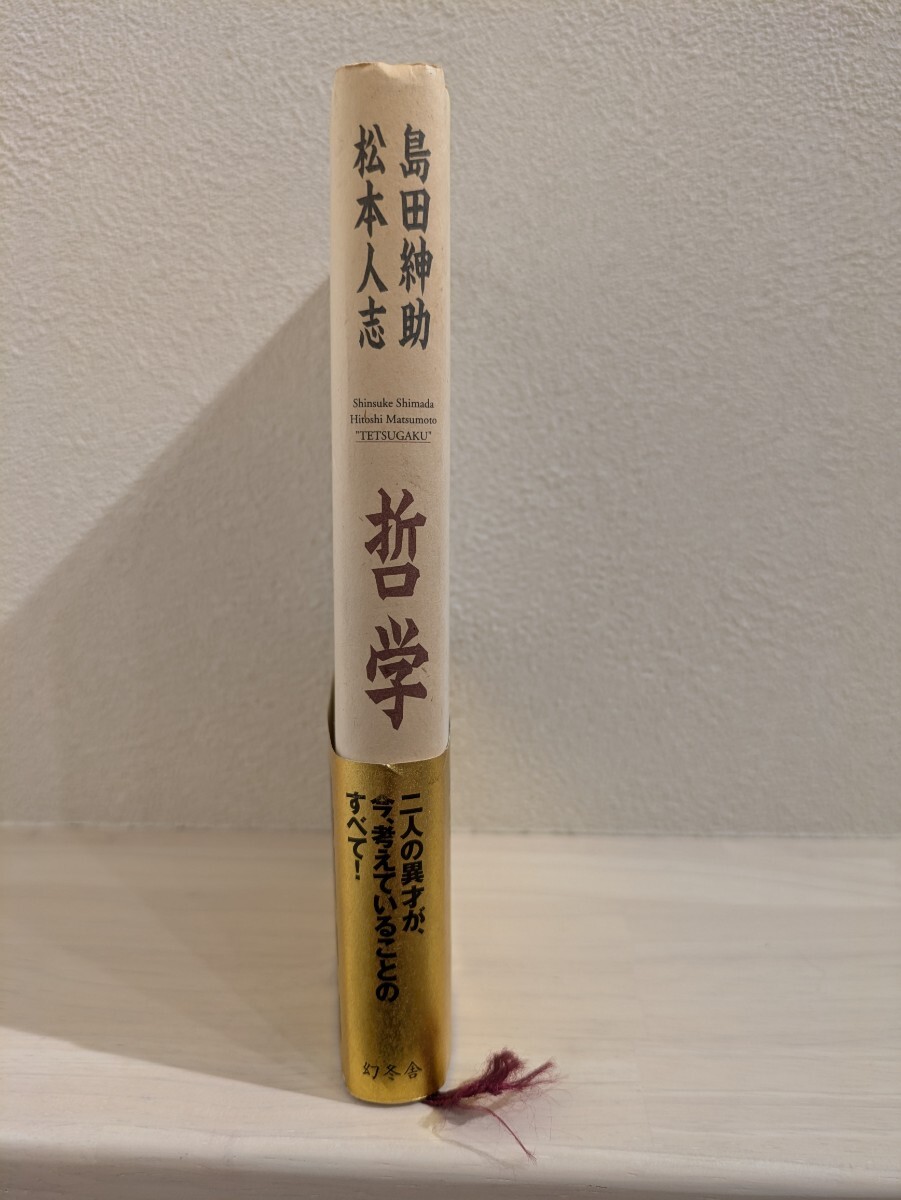 島田紳助
松本人志
Shinsuke Shimada
Hitoshi Matsumoto
"TETSUGAKU"
哲学
二人の異才が、
今、考えていることの
すべて!
幻冬舎